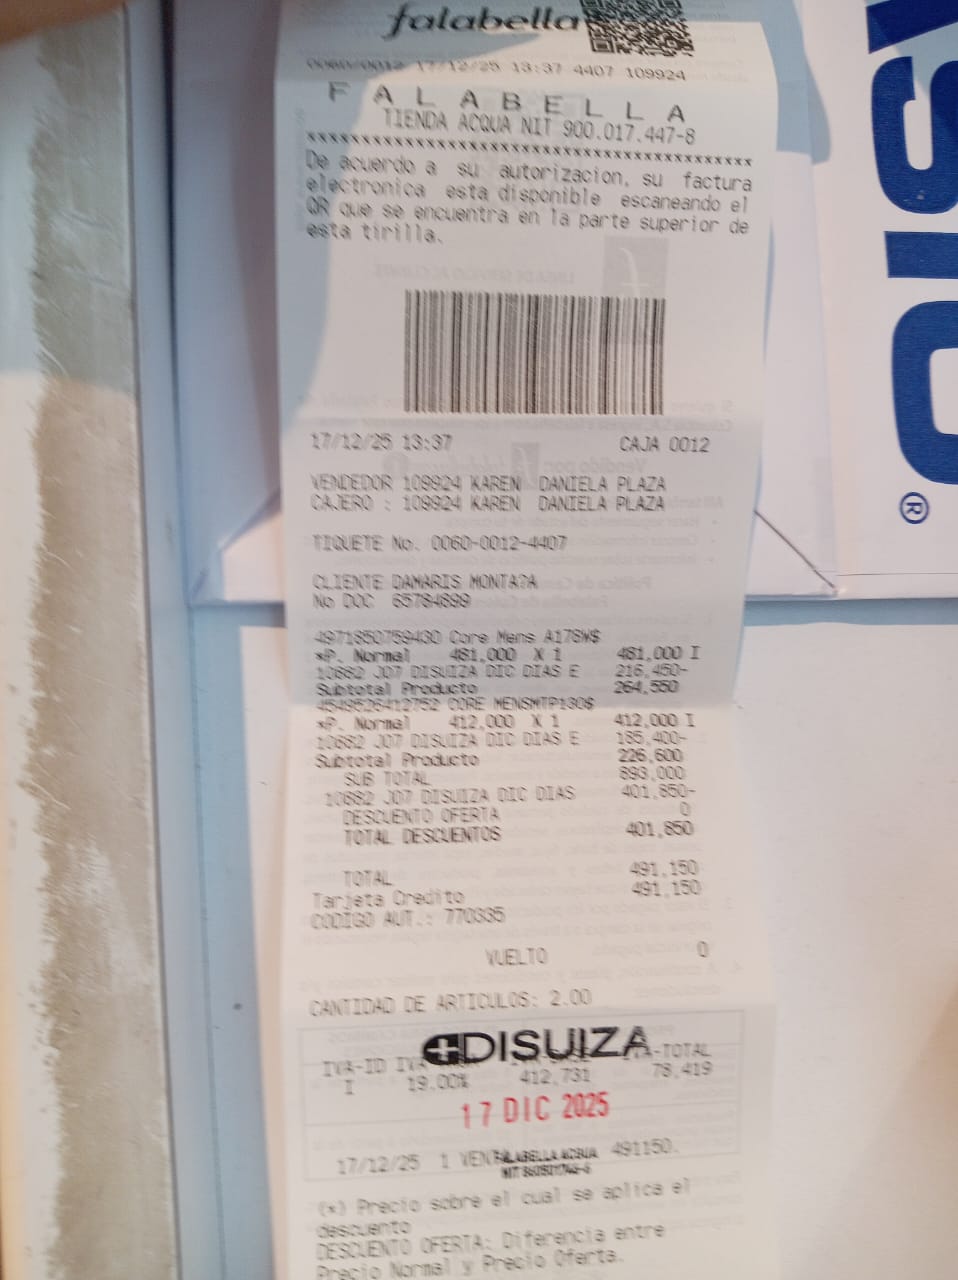 falabella
0060/0012 17/12/25 13:37 4407 109924
F A L A B E L L A
TIENDA ACQUA NIT 900.017.447-8
xxxxxxxxxxxxxxxxxxxxxxxxxxxxxxxxxxxxxxxx
De acuerdo a su autorizacion, su factura
electronica esta disponible escaneando el
QR que se encuentra en la parte superior de
esta tirilla.
17/12/25 13:37 CAJA 0012
VENDEDOR 109924 KAREN DANIELA PLAZA
CAJERO : 109924 KAREN DANIELA PLAZA
TIQUETE No. 0060-0012-4407
CLIENTE DAMARIS MONTA?A
No DOC 65784899
4971850759430 Core Mens A178W$
*P. Normal 481,000 X 1 481,000 I
10682 J07 DISUIZA DIC DIAS E 216,450-
Subtotal Producto 264,550
4549526412752 CORE MENSMTP130$
*P. Normal 412,000 X 1 412,000 I
10682 J07 DISUIZA DIC DIAS E 185,400-
Subtotal Producto 226,600
SUB TOTAL 893,000
10682 J07 DISUIZA DIC DIAS 401,850-
DESCUENTO OFERTA 0
TOTAL DESCUENTOS 401,850
TOTAL 491,150
Tarjeta Credito 491,150
CODIGO AUT.: 770335
VUELTO 0
CANTIDAD DE ARTICULOS: 2.00
DISUIZA
IVA-ID -TOTAL
I 19.00% 412,731 78,419
17 DIC 2025
17/12/25 1 491150.
FALABELLA ACQUA
(*) Precio sobre el cual se aplica el
descuento
DESCUENTO OFERTA: Diferencia entre
Precio Normal y Precio Oferta.
®